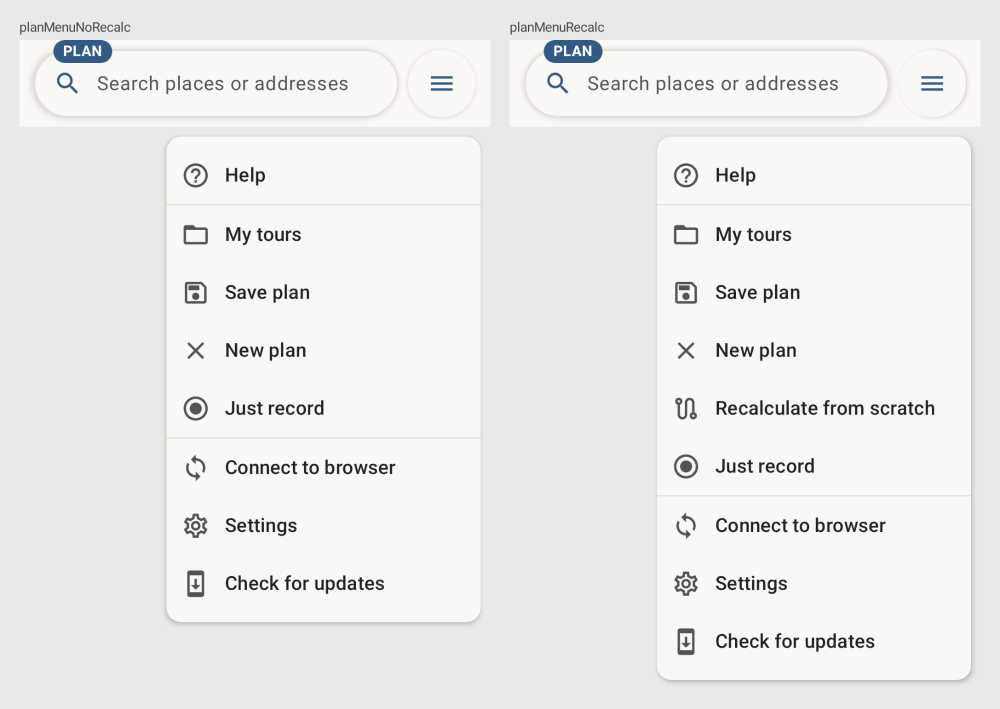 planMenuNoRecalc
PLAN
Search places or addresses
Help
My tours
Save plan
New plan
Just record
Connect to browser
Settings
Check for updates
planMenuRecalc
PLAN
Search places or addresses
Help
My tours
Save plan
New plan
Recalculate from scratch
Just record
Connect to browser
Settings
Check for updates